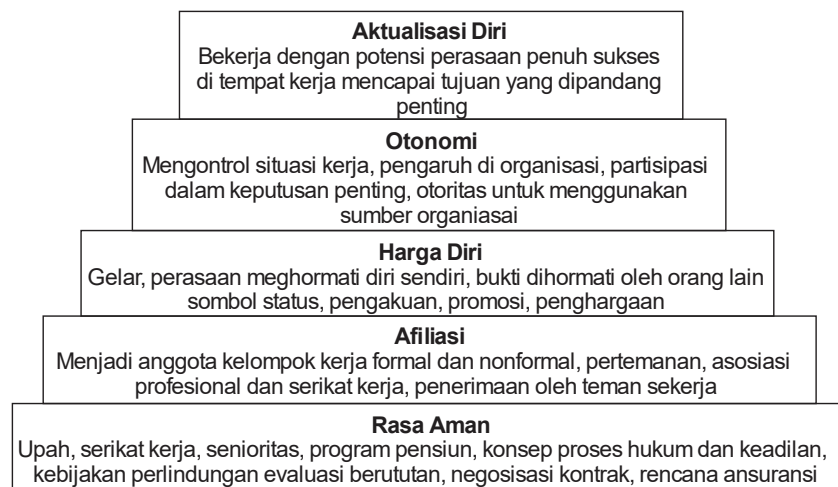 Aktualisasi Diri
Bekerja dengan potensi perasaan penuh sukses
di tempat kerja mencapai tujuan yang dipandang
penting
Otonomi
Mengontrol situasi kerja, pengaruh di organisasi, partisipasi
dalam keputusan penting, otoritas untuk menggunakan
sumber organiasai
Harga Diri
Gelar, perasaan meghormati diri sendiri, bukti dihormati oleh orang lain
sombol status, pengakuan, promosi, penghargaan
Afiliasi
Menjadi anggota kelompok kerja formal dan nonformal, pertemanan, asosiasi
profesional dan serikat kerja, penerimaan oleh teman sekerja
Rasa Aman
Upah, serikat kerja, senioritas, program pensiun, konsep proses hukum dan keadilan,
kebijakan perlindungan evaluasi berututan, negosisasi kontrak, rencana ansuransi